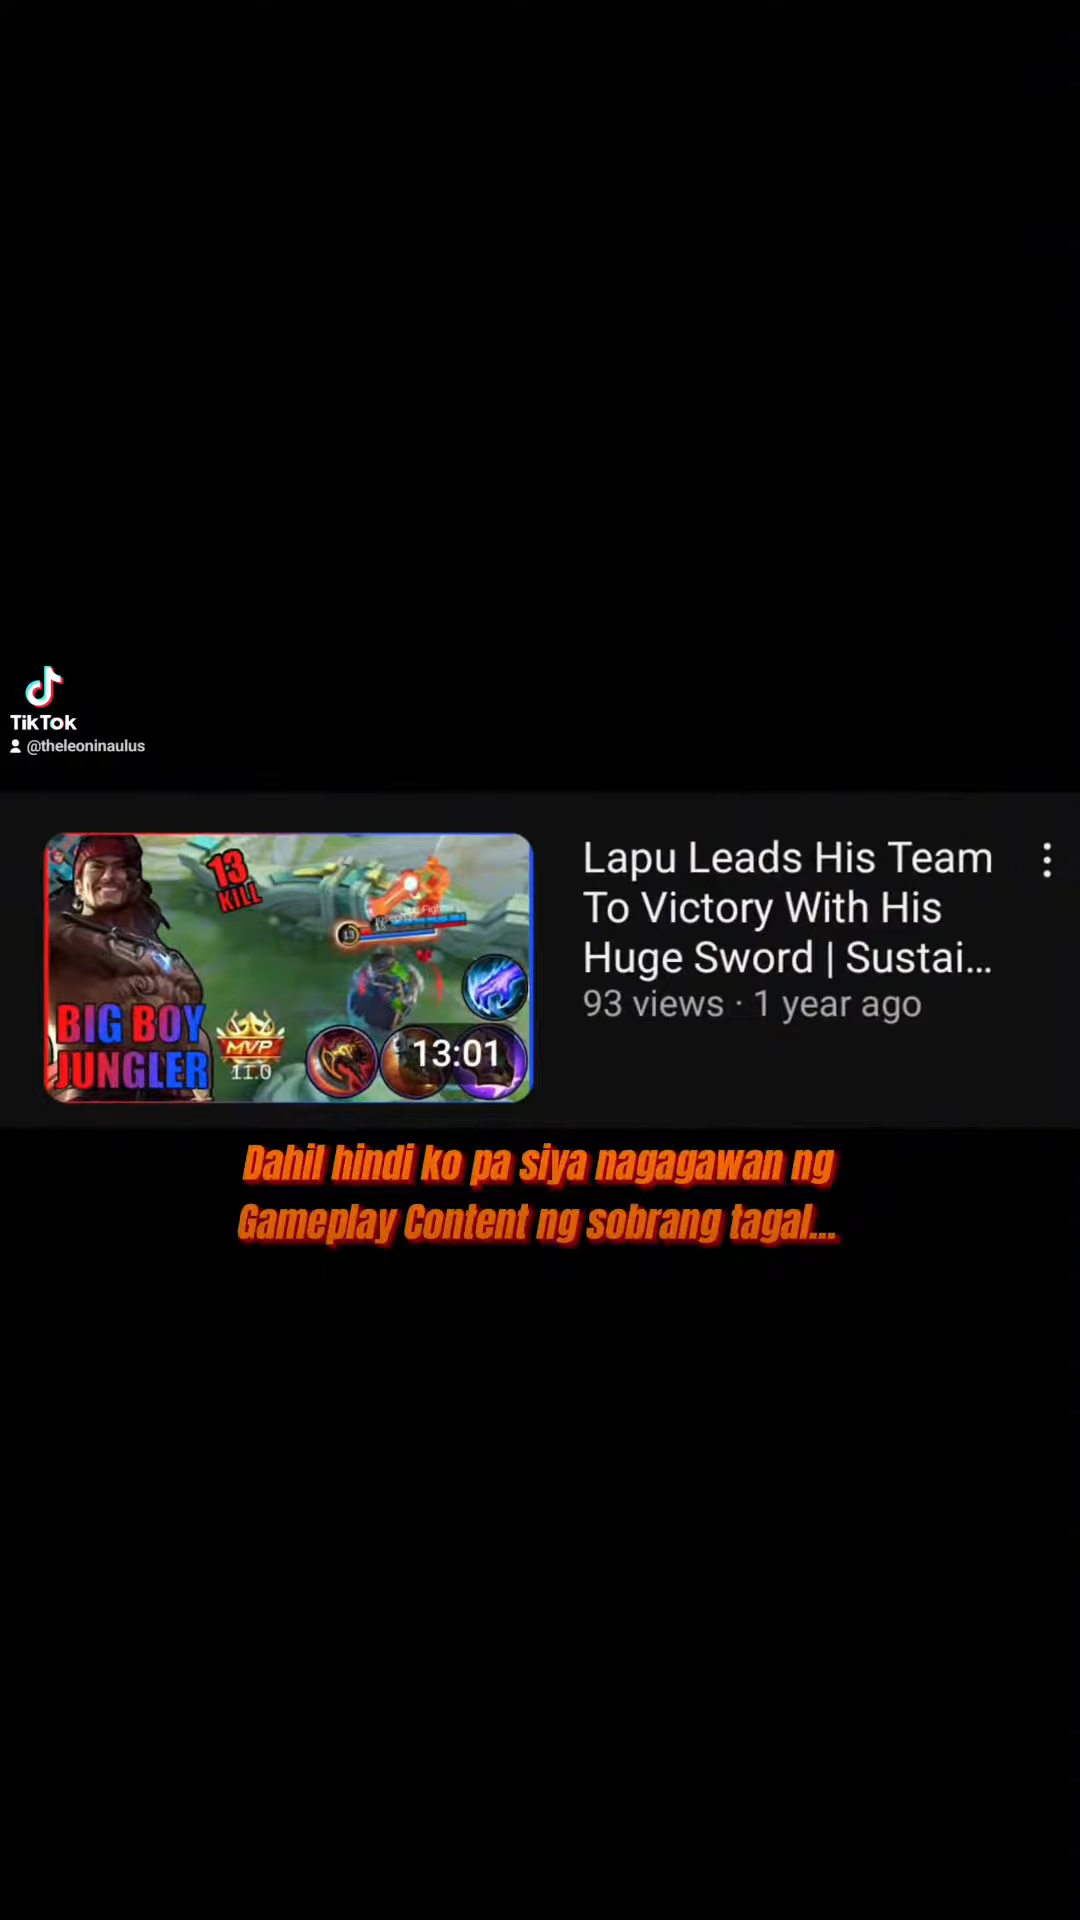 TikTok
@theleoninaulus
13
KILL
BIG BOY
JUNGLER
MVP
11.0
13
13:01
Lapu Leads His Team
To Victory With His
Huge Sword | Sustai...
93 views · 1 year ago
Dahil hindi ko pa siya nagagawan ng
Gameplay Content ng sobrang tagal...